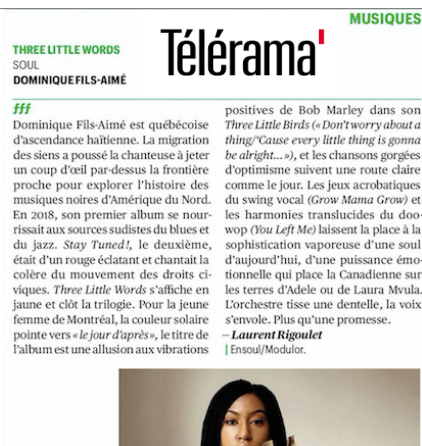 MUSIQUES
Télérama'
THREE LITTLE WORDS
SOUL
DOMINIQUE FILS-AIMÉ
fff
Dominique Fils-Aimé est québécoise
d'ascendance haïtienne. La migration
des siens a poussé la chanteuse à jeter
un coup d'œil par-dessus la frontière
proche pour explorer l'histoire des
musiques noires d'Amérique du Nord.
En 2018, son premier album se nour-
rissait aux sources sudistes du blues et
du jazz. Stay Tuned!, le deuxième,
était d'un rouge éclatant et chantait la
colère du mouvement des droits ci-
viques. Three Little Words s'affiche en
jaune et clôt la trilogie. Pour la jeune
femme de Montréal, la couleur solaire
pointe vers «le jour d'après», le titre de
l'album est une allusion aux vibrations
positives de Bob Marley dans son
Three Little Birds («Don't worry about a
thing/'Cause every little thing is gonna
be alright...»), et les chansons gorgées
d'optimisme suivent une route claire
comme le jour. Les jeux acrobatiques
du swing vocal (Grow Mama Grow) et
les harmonies translucides du doo-
wop (You Left Me) laissent la place à la
sophistication vaporeuse d'une soul
d'aujourd'hui, d'une puissance émo-
tionnelle qui place la Canadienne sur
les terres d'Adele ou de Laura Mvula.
L'orchestre tisse une dentelle, la voix
s'envole. Plus qu'une promesse.
– Laurent Rigoulet
| Ensoul/Modulor.